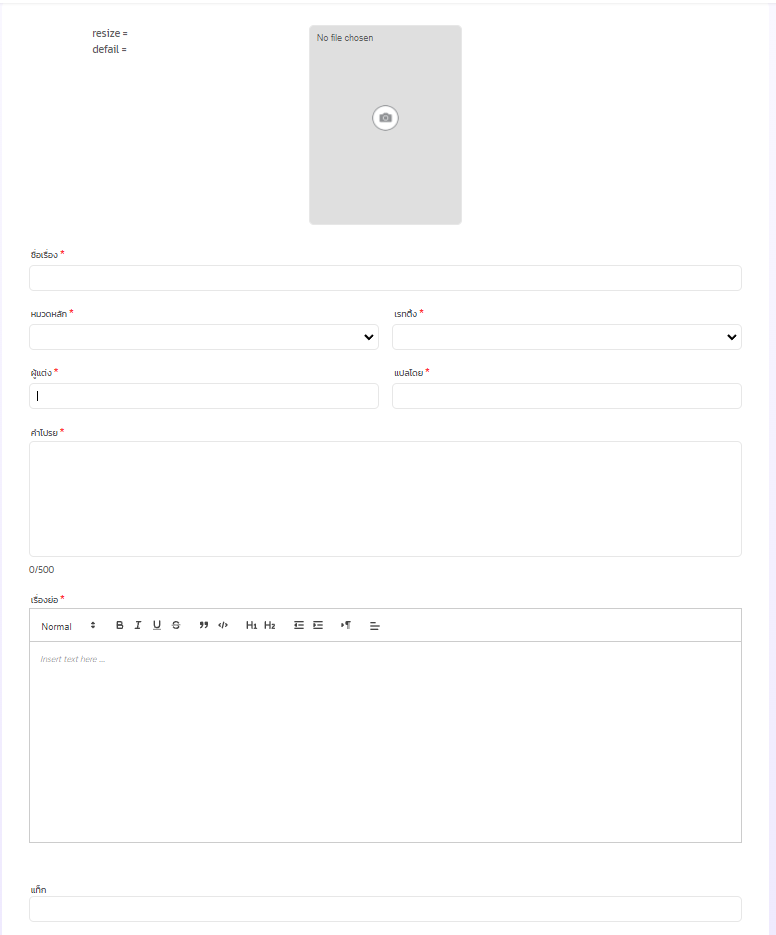 resize =
defail =
No file chosen
ชื่อเรื่อง *
หมวดหลัก *
เรทติ้ง *
ผู้แต่ง *
แปลโดย *
คำโปรย *
0/500
เรื่องย่อ *
Normal B I U S ” </> H1 H2
Insert text here ...
แท็ก